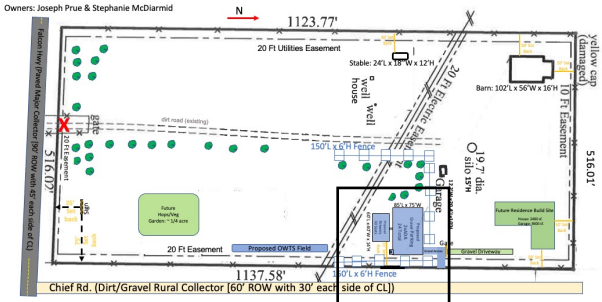 Owners: Joseph Prue & Stephanie McDiarmid
N
1123.77'
20 Ft Utilities Easement
Stable: 24'L x 18' W x 12'H
yellow cap
(damaged)
Barn: 102'L x 56'W x 16'H
10 Ft Easement
516.01'
well
house
well
20 Ft Electric Easement
Falcon Hwy (Paved Major Collector [90' ROW with 45' each side of CL])
X
gate
20 Ft Easement
516.02'
dirt road (existing)
150'L x 6'H Fence
19.7' dia.
silo 15'H
Garage
Future
Hops/Veg
Garden: ~ 1/4 acre
Sign
85'L x 75'W
Future Residence Build Site
Gate
Gravel Driveway
20 Ft Easement
Proposed OWTS Field
1137.58'
150'L x 6'H Fence
Chief Rd. (Dirt/Gravel Rural Collector [60' ROW with 30' each side of CL])